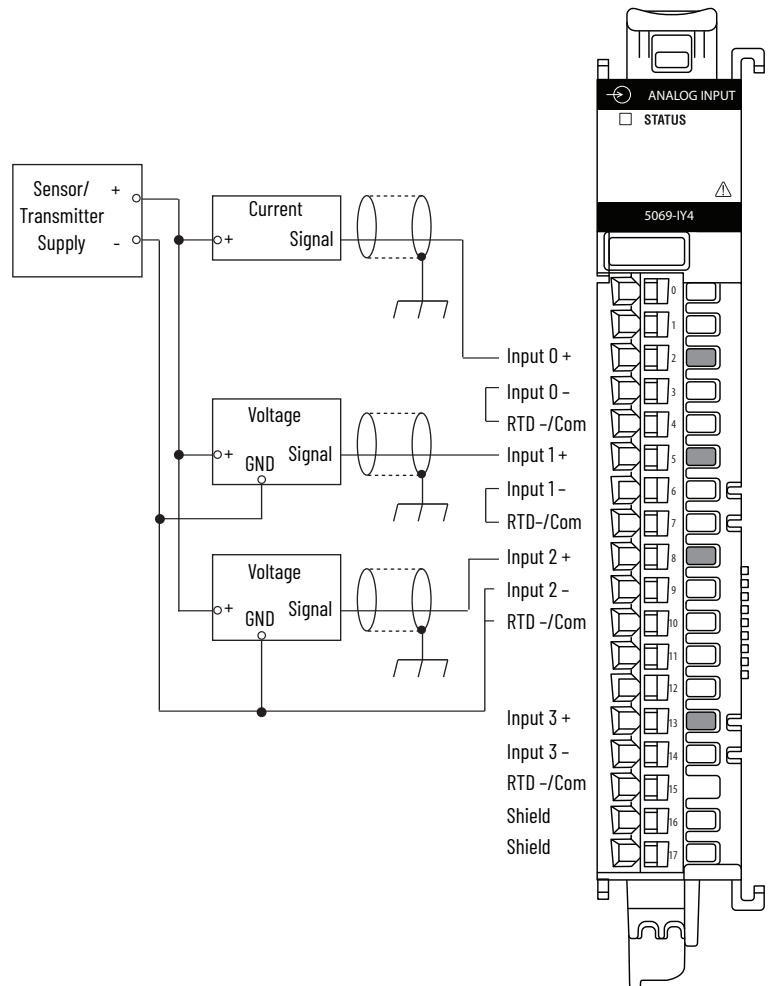 ANALOG INPUT
STATUS
5069-IY4
Sensor/ +
Transmitter
Supply -
Current
+ Signal
Voltage
+ GND Signal
Voltage
+ GND Signal
Input 0 +
Input 0 –
RTD –/Com
Input 1 +
Input 1 –
RTD–/Com
Input 2 +
Input 2 –
RTD –/Com
Input 3 +
Input 3 –
RTD –/Com
Shield
Shield
0
1
2
3
4
5
6
7
8
9
10
11
12
13
14
15
16
17